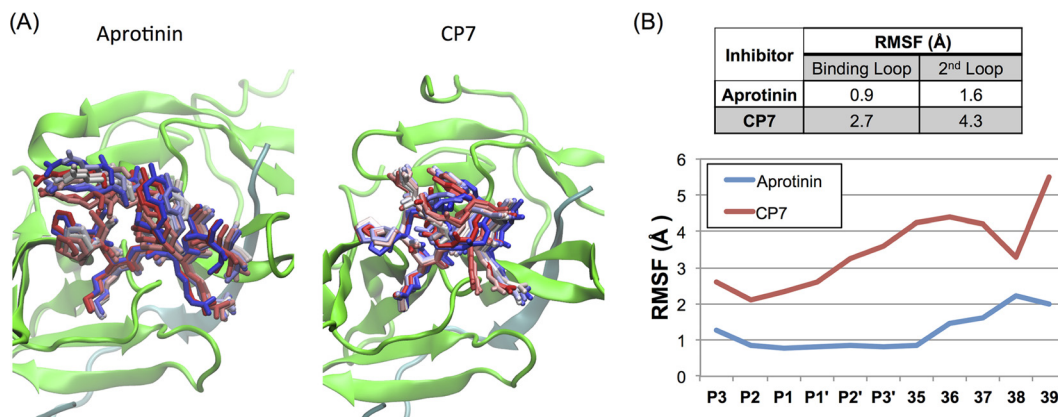 (A)
Aprotinin
CP7
(B)
Inhibitor
RMSF (Å)
Binding Loop
2nd Loop
Aprotinin
0.9
1.6
CP7
2.7
4.3
6
5
4
3
2
1
0
RMSF (Å)
Aprotinin
CP7
P3 P2 P1 P1' P2' P3' 35 36 37 38 39